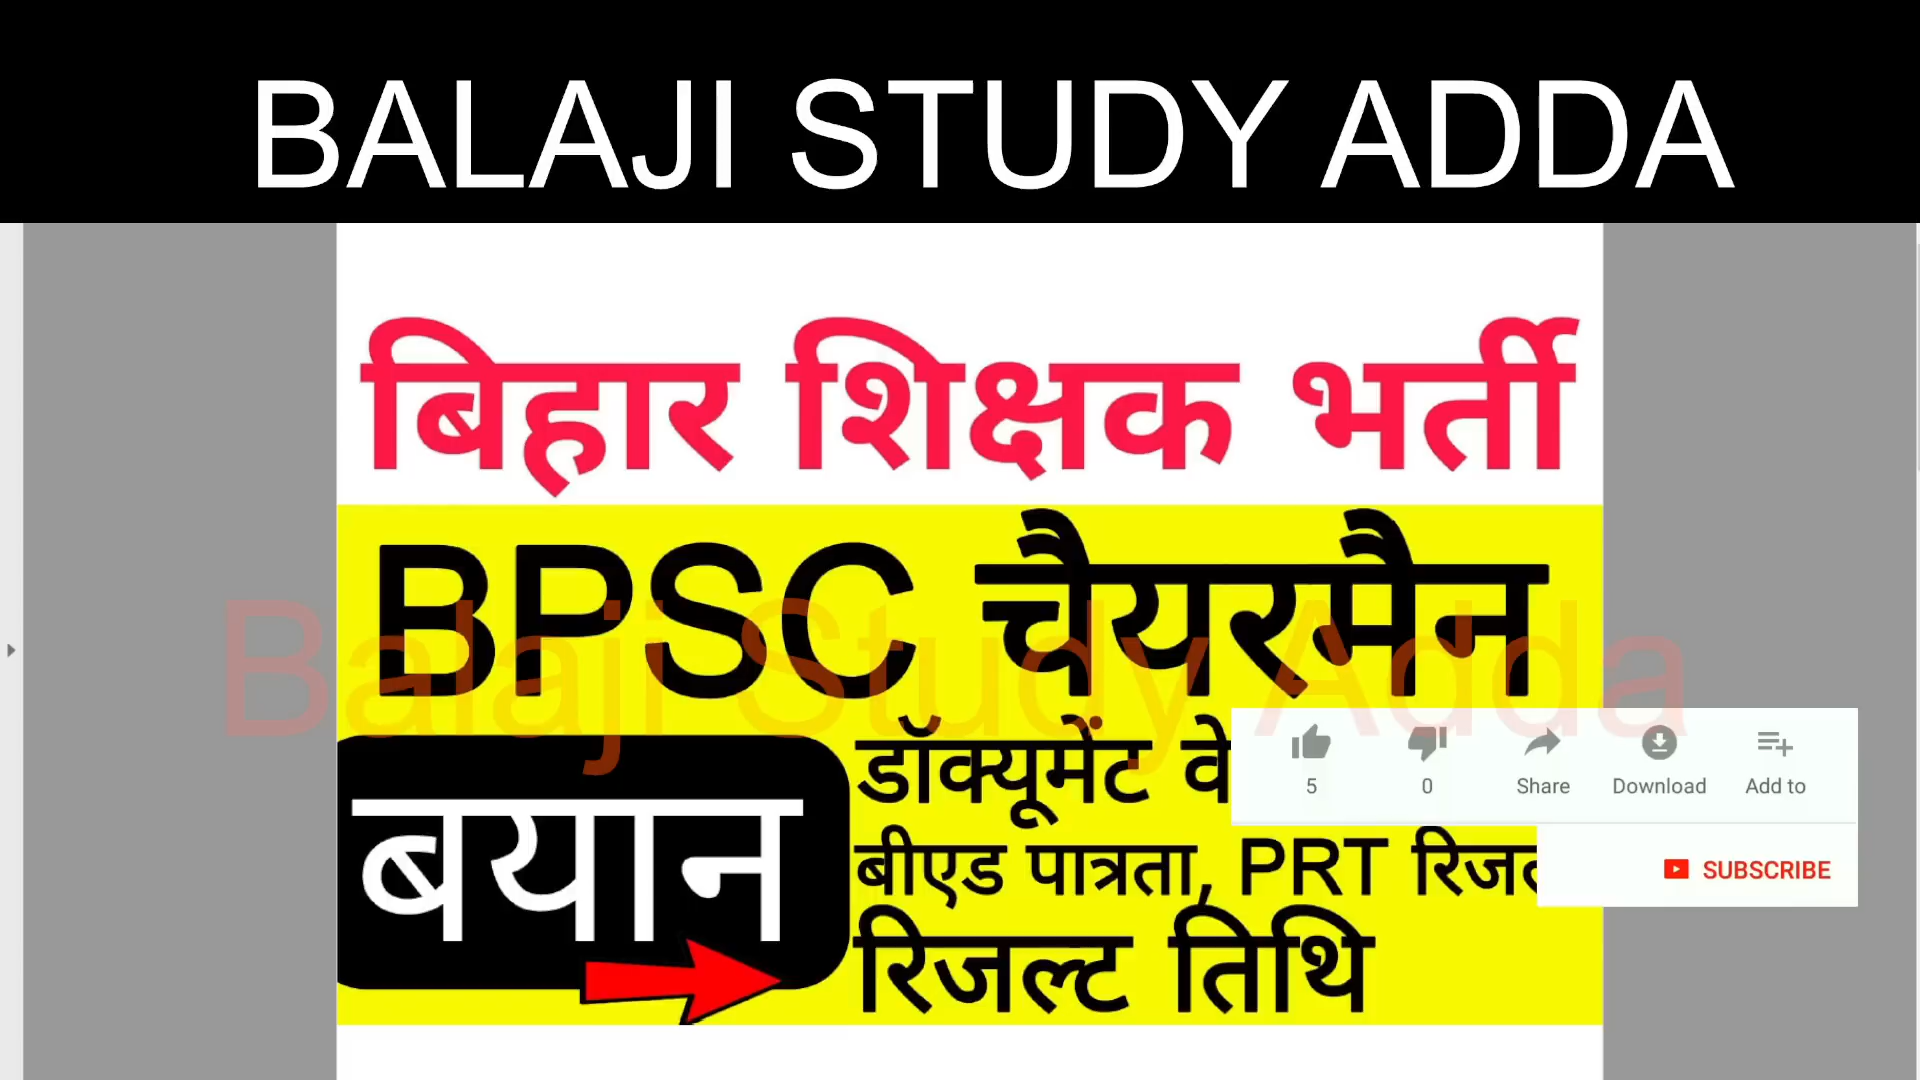 BALAJI STUDY ADDA
बिहार शिक्षक भर्ती
BPSC चैयरमैन
Balaji Study Adda
बयान
डॉक्यूमेंट
बीएड पात्रता, PRT
रिजल्ट तिथि
5 0 Share Download Add to
SUBSCRIBE